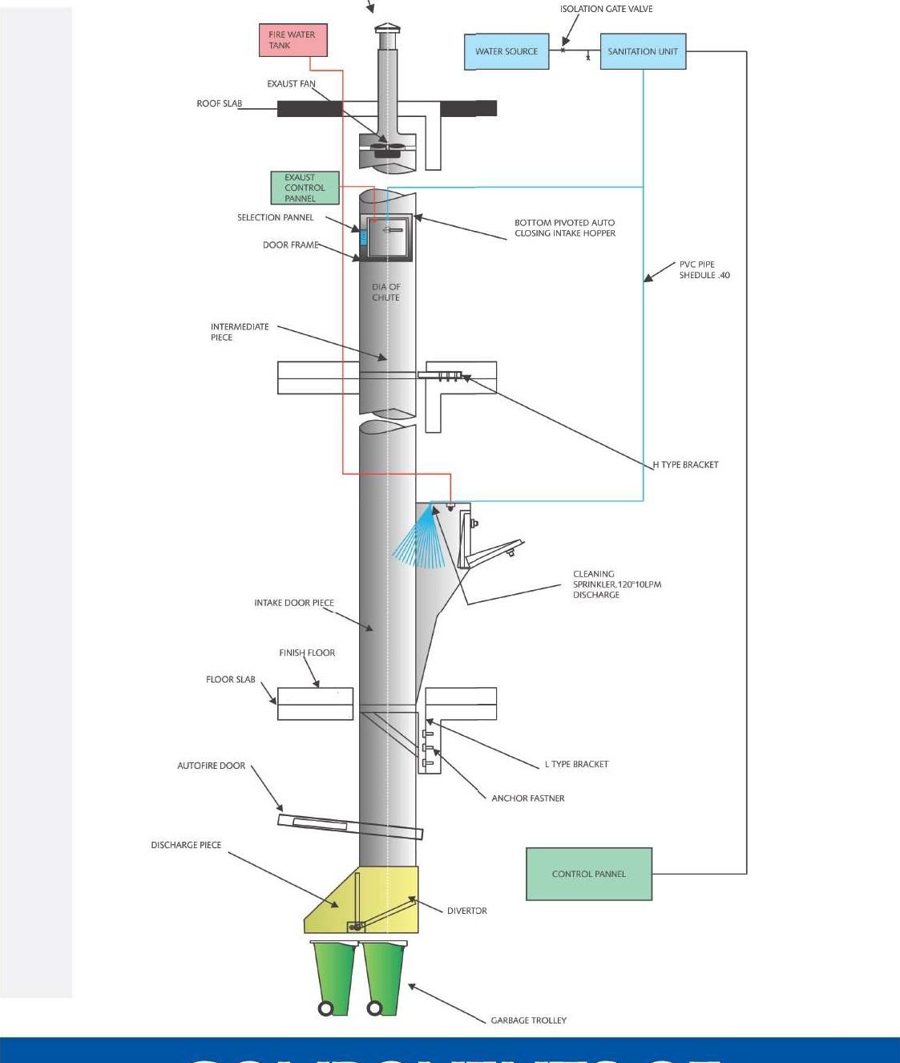 ISOLATION GATE VALVE
FIRE WATER
TANK
WATER SOURCE
SANITATION UNIT
EXAUST FAN
ROOF SLAB
EXAUST
CONTROL
PANNEL
SELECTION PANNEL
BOTTOM PIVOTED AUTO
CLOSING INTAKE HOPPER
DOOR FRAME
PVC PIPE
SHEDULE .40
DIA OF
CHUTE
INTERMEDIATE
PIECE
H TYPE BRACKET
CLEANING
SPRINKLER,120°10LPM
DISCHARGE
INTAKE DOOR PIECE
FINISH FLOOR
FLOOR SLAB
L TYPE BRACKET
AUTOFIRE DOOR
ANCHOR FASTNER
DISCHARGE PIECE
CONTROL PANNEL
DIVERTOR
GARBAGE TROLLEY
COMPONENTS OF